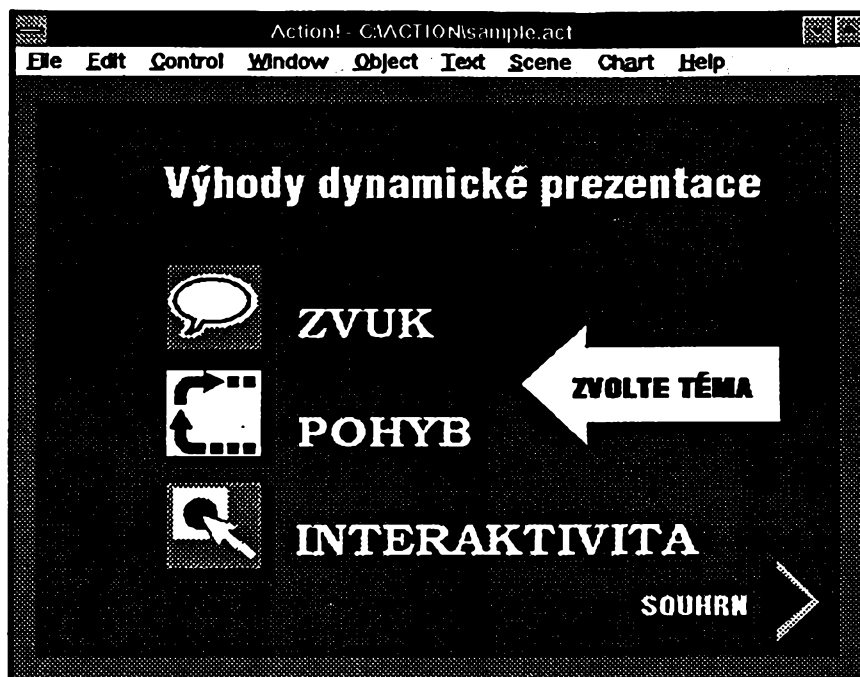 Action! - C:\ACTION\sample.act
File Edit Control Window Object Text Scene Chart Help
Výhody dynamické prezentace
ZVUK
ZVOLTE TÉMA
POHYB
INTERAKTIVITA
SOUHRN